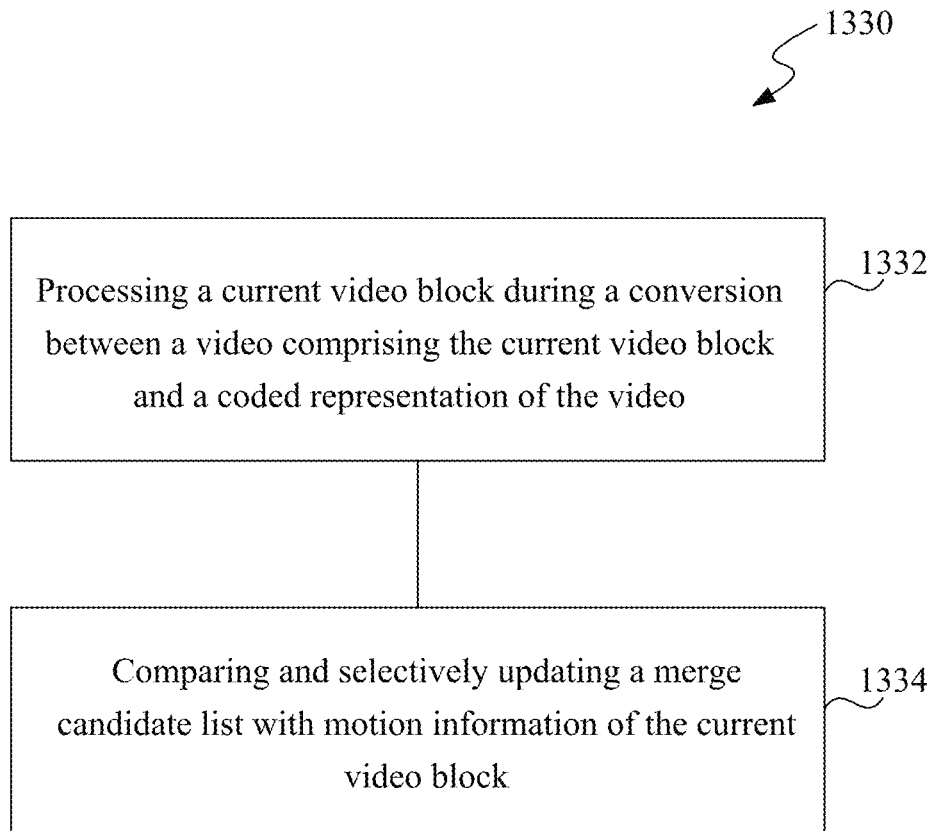 1330
Processing a current video block during a conversion
1332
between a video comprising the current video block
and a coded representation of the video
Comparing and selectively updating a merge
1334
candidate list with motion information of the current
video block